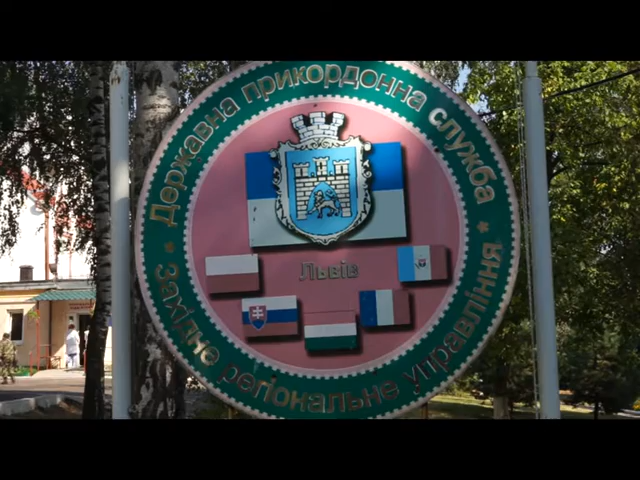 Державна прикордонна служба
Львів
Західне регіональне управління